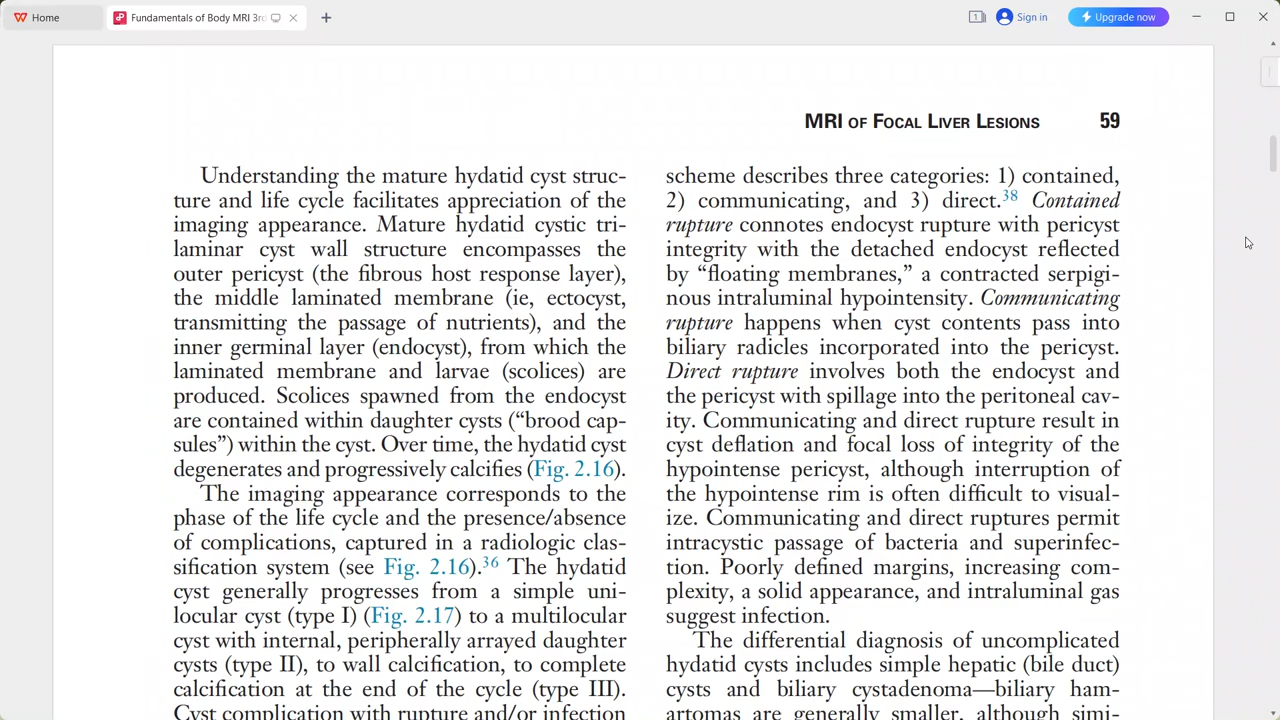 Home
Fundamentals of Body MRI 3rd
1
Sign in
Upgrade now
MRI OF FOCAL LIVER LESIONS 59
Understanding the mature hydatid cyst struc-
ture and life cycle facilitates appreciation of the
imaging appearance. Mature hydatid cystic tri-
laminar cyst wall structure encompasses the
outer pericyst (the fibrous host response layer),
the middle laminated membrane (ie, ectocyst,
transmitting the passage of nutrients), and the
inner germinal layer (endocyst), from which the
laminated membrane and larvae (scolices) are
produced. Scolices spawned from the endocyst
are contained within daughter cysts (“brood cap-
sules”) within the cyst. Over time, the hydatid cyst
degenerates and progressively calcifies (Fig. 2.16).
The imaging appearance corresponds to the
phase of the life cycle and the presence/absence
of complications, captured in a radiologic clas-
sification system (see Fig. 2.16).36 The hydatid
cyst generally progresses from a simple uni-
locular cyst (type I) (Fig. 2.17) to a multilocular
cyst with internal, peripherally arrayed daughter
cysts (type II), to wall calcification, to complete
calcification at the end of the cycle (type III).
Cyst complication with rupture and/or infection
scheme describes three categories: 1) contained,
2) communicating, and 3) direct.38 Contained
rupture connotes endocyst rupture with pericyst
integrity with the detached endocyst reflected
by “floating membranes,” a contracted serpigi-
nous intraluminal hypointensity. Communicating
rupture happens when cyst contents pass into
biliary radicles incorporated into the pericyst.
Direct rupture involves both the endocyst and
the pericyst with spillage into the peritoneal cav-
ity. Communicating and direct rupture result in
cyst deflation and focal loss of integrity of the
hypointense pericyst, although interruption of
the hypointense rim is often difficult to visual-
ize. Communicating and direct ruptures permit
intracystic passage of bacteria and superinfec-
tion. Poorly defined margins, increasing com-
plexity, a solid appearance, and intraluminal gas
suggest infection.
The differential diagnosis of uncomplicated
hydatid cysts includes simple hepatic (bile duct)
cysts and biliary cystadenoma—biliary ham-
artomas are generally smaller, although simi-